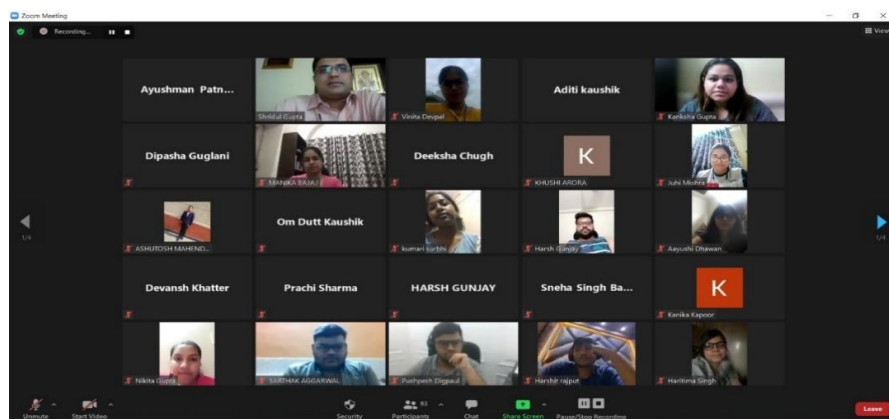 Zoom Meeting
Recording...
View
Ayushman Patn...
Shridul Gupta
Vinita Devpal
Aditi kaushik
Kanksha Gupta
Dipasha Guglani
MANIKA BAJAJ
Deeksha Chugh
K
KHUSHI ARORA
Juhi Mishra
ASHUTOSH MAHEND...
Om Dutt Kaushik
kumari surbhi
Harsh Gunjay
Aayushi Dhawan
1/4
1/4
Devansh Khatter
Prachi Sharma
HARSH GUNJAY
Sneha Singh Ba...
K
Kanika Kapoor
Nikita Gupta
SARTHAK AGGARWAL
Pushpesh Digpaul
Harshit rajput
Haritima Singh
Unmute
Start Video
Security
Participants
93
Chat
Share Screen
Pause/Stop Recording
Leave